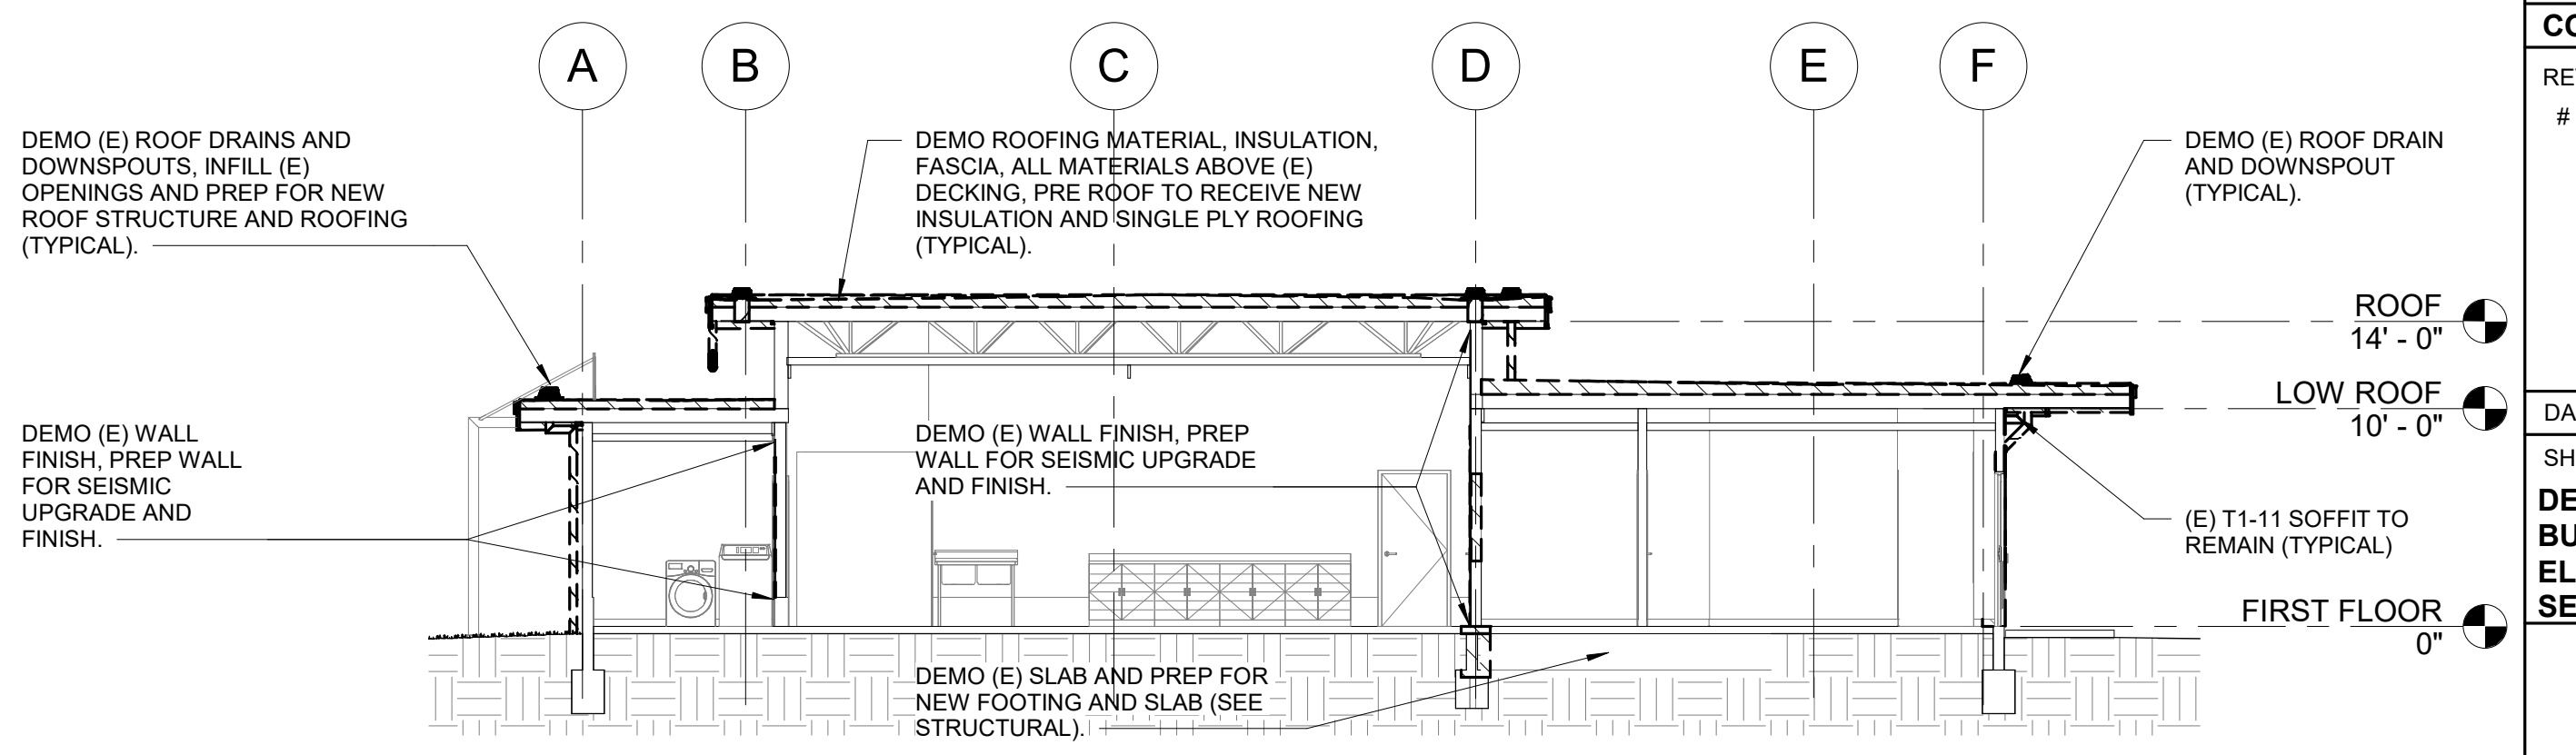 A
B
C
D
E
F
DEMO (E) ROOF DRAINS AND
DOWNSPOUTS, INFILL (E)
OPENINGS AND PREP FOR NEW
ROOF STRUCTURE AND ROOFING
(TYPICAL).
DEMO ROOFING MATERIAL, INSULATION,
FASCIA, ALL MATERIALS ABOVE (E)
DECKING, PRE ROOF TO RECEIVE NEW
INSULATION AND SINGLE PLY ROOFING
(TYPICAL).
DEMO (E) ROOF DRAIN
AND DOWNSPOUT
(TYPICAL).
ROOF
14' - 0"
LOW ROOF
10' - 0"
DEMO (E) WALL
FINISH, PREP WALL
FOR SEISMIC
UPGRADE AND
FINISH.
DEMO (E) WALL FINISH, PREP
WALL FOR SEISMIC UPGRADE
AND FINISH.
(E) T1-11 SOFFIT TO
REMAIN (TYPICAL)
FIRST FLOOR
0"
DEMO (E) SLAB AND PREP FOR
NEW FOOTING AND SLAB (SEE
STRUCTURAL).
CO
RE
#
DA
SH
DE
BU
EL
SE